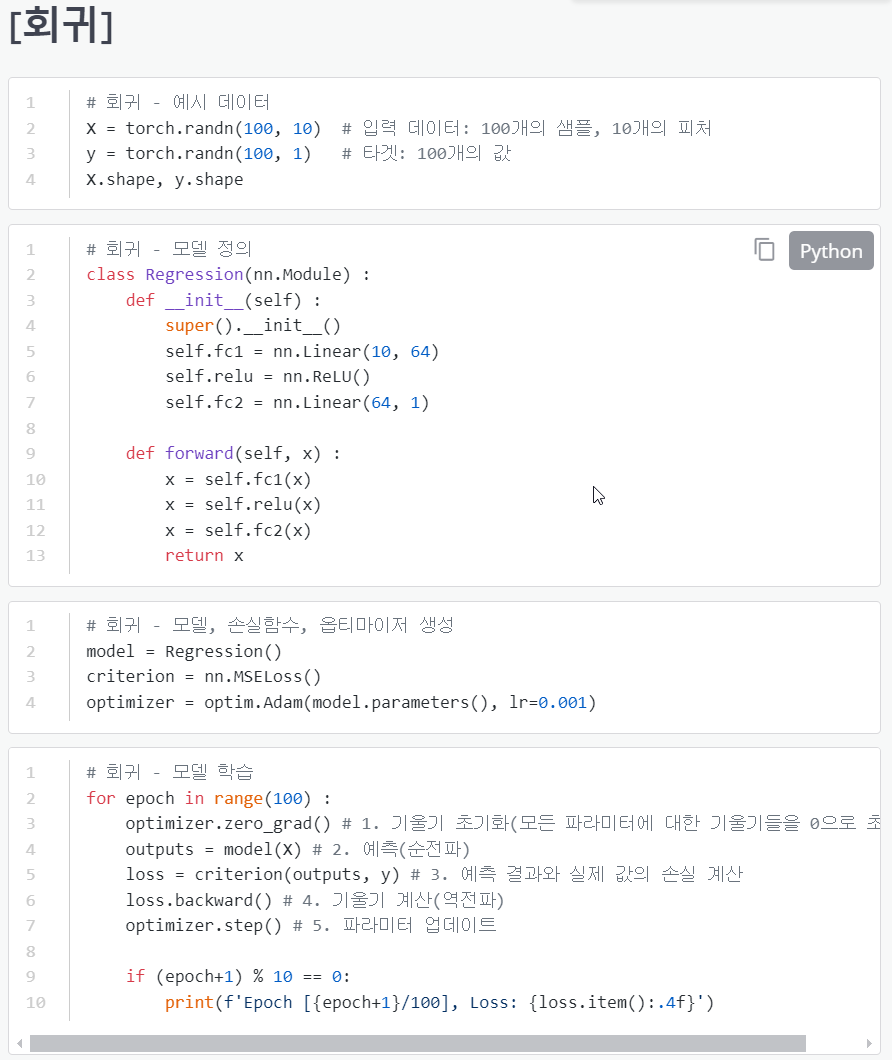 [회귀]
1 # 회귀 - 예시 데이터
2 X = torch.randn(100, 10)  # 입력 데이터: 100개의 샘플, 10개의 피처
3 y = torch.randn(100, 1)   # 타겟: 100개의 값
4 X.shape, y.shape
Python
1 # 회귀 - 모델 정의
2 class Regression(nn.Module) :
3     def __init__(self) :
4         super().__init__()
5         self.fc1 = nn.Linear(10, 64)
6         self.relu = nn.ReLU()
7         self.fc2 = nn.Linear(64, 1)
8
9     def forward(self, x) :
10         x = self.fc1(x)
11         x = self.relu(x)
12         x = self.fc2(x)
13         return x
1 # 회귀 - 모델, 손실함수, 옵티마이저 생성
2 model = Regression()
3 criterion = nn.MSELoss()
4 optimizer = optim.Adam(model.parameters(), lr=0.001)
1 # 회귀 - 모델 학습
2 for epoch in range(100) :
3     optimizer.zero_grad() # 1. 기울기 초기화(모든 파라미터에 대한 기울기들을 0으로 초
4     outputs = model(X) # 2. 예측(순전파)
5     loss = criterion(outputs, y) # 3. 예측 결과와 실제 값의 손실 계산
6     loss.backward() # 4. 기울기 계산(역전파)
7     optimizer.step() # 5. 파라미터 업데이트
8
9     if (epoch+1) % 10 == 0:
10         print(f'Epoch [{epoch+1}/100], Loss: {loss.item():.4f}')